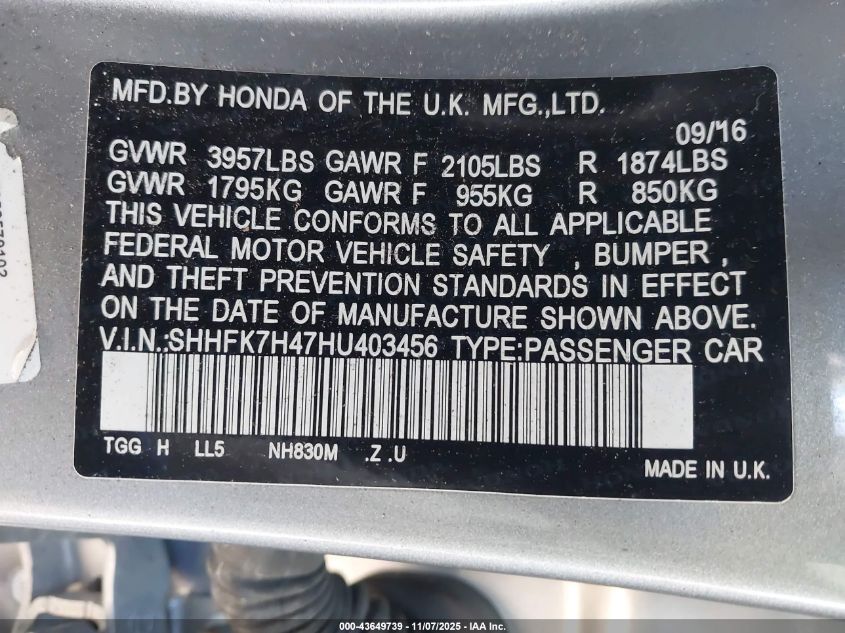 MFD.BY HONDA OF THE U.K. MFG.,LTD.
09/16
GVWR 3957LBS GAWR F 2105LBS R 1874LBS
GVWR 1795KG GAWR F 955KG R 850KG
THIS VEHICLE CONFORMS TO ALL APPLICABLE
FEDERAL MOTOR VEHICLE SAFETY , BUMPER ,
AND THEFT PREVENTION STANDARDS IN EFFECT
ON THE DATE OF MANUFACTURE SHOWN ABOVE.
V.I.N.:SHHFK7H47HU403456 TYPE:PASSENGER CAR
TGG H LL5 NH830M .Z .U
MADE IN U.K.
000-43649739 - 11/07/2025 - IAA Inc.